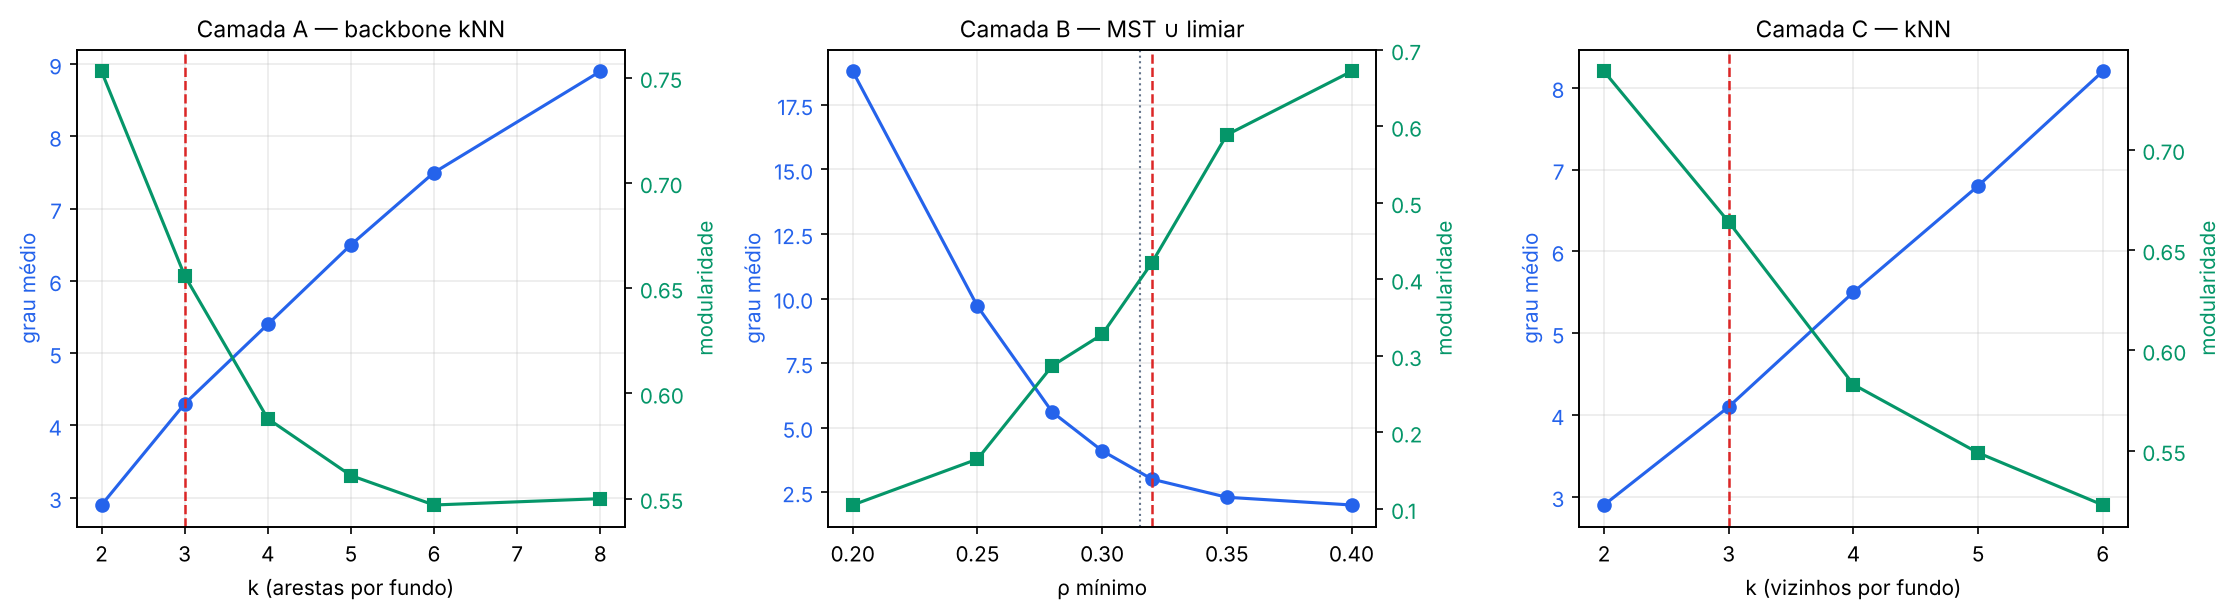 Camada A — backbone kNN
9
8
7
6
5
4
3
grau médio
0.75
0.70
0.65
0.60
0.55
modularidade
2 3 4 5 6 7 8
k (arestas por fundo)
Camada B — MST ∪ limiar
17.5
15.0
12.5
10.0
7.5
5.0
2.5
grau médio
0.7
0.6
0.5
0.4
0.3
0.2
0.1
modularidade
0.20 0.25 0.30 0.35 0.40
ρ mínimo
Camada C — kNN
8
7
6
5
4
3
grau médio
0.70
0.65
0.60
0.55
modularidade
2 3 4 5 6
k (vizinhos por fundo)